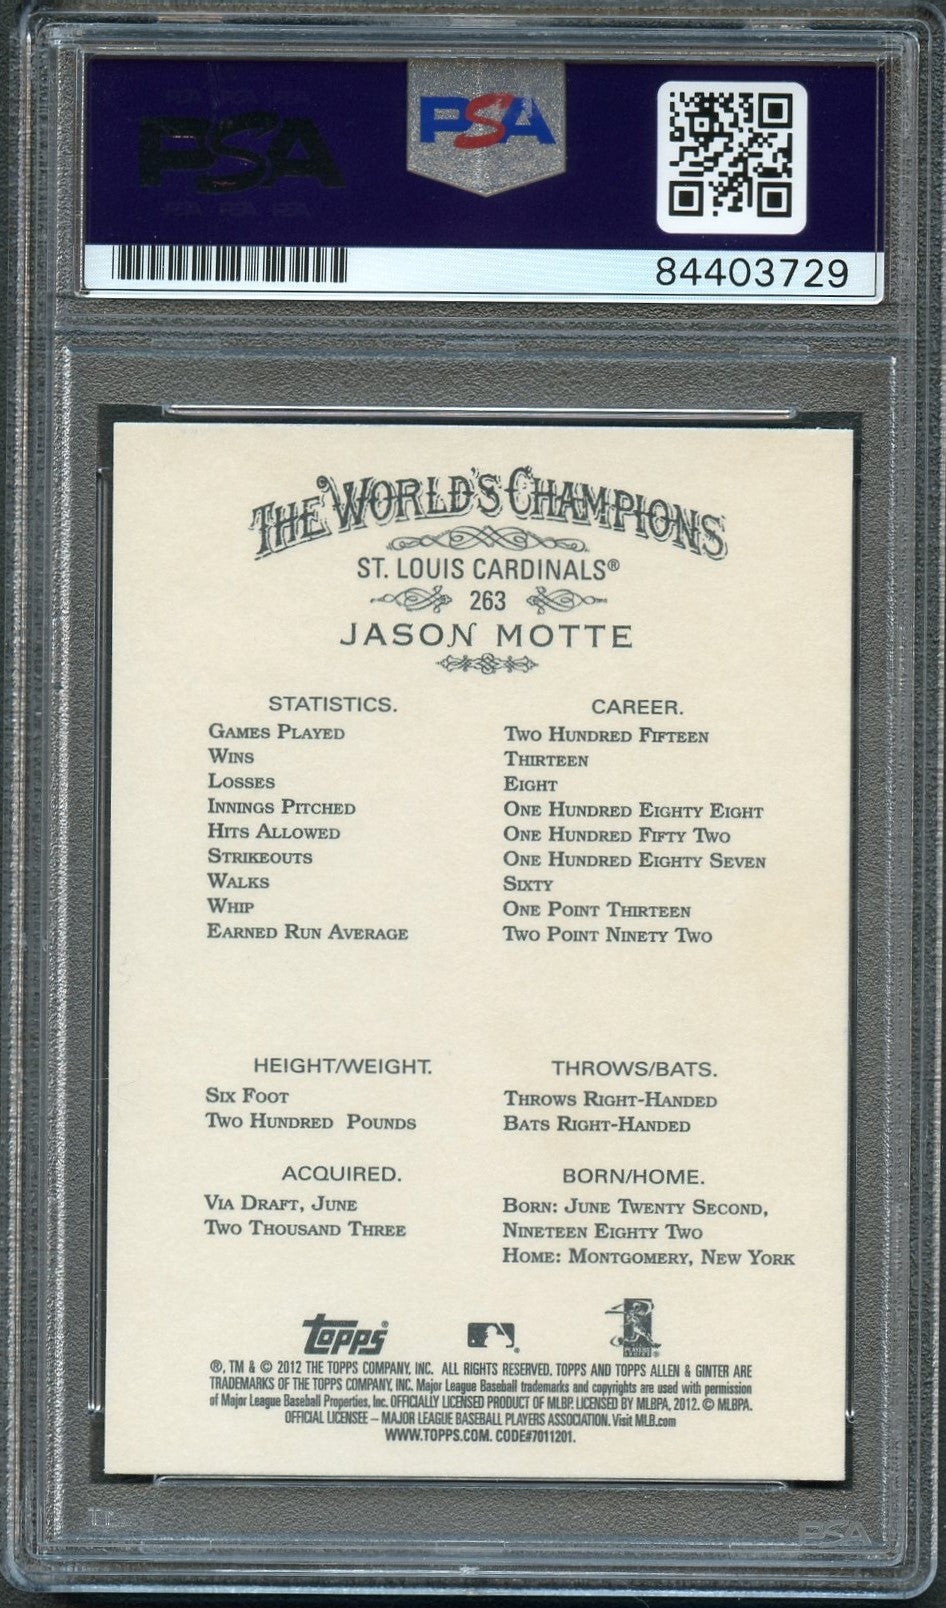 PSA
PSA
84403729
THE WORLD'S CHAMPIONS
ST. LOUIS CARDINALS®
263
JASON MOTTE
STATISTICS. CAREER.
GAMES PLAYED TWO HUNDRED FIFTEEN
WINS THIRTEEN
LOSSES EIGHT
INNINGS PITCHED ONE HUNDRED EIGHTY EIGHT
HITS ALLOWED ONE HUNDRED FIFTY TWO
STRIKEOUTS ONE HUNDRED EIGHTY SEVEN
WALKS SIXTY
WHIP ONE POINT THIRTEEN
EARNED RUN AVERAGE TWO POINT NINETY TWO
HEIGHT/WEIGHT. THROWS/BATS.
SIX FOOT THROWS RIGHT-HANDED
TWO HUNDRED POUNDS BATS RIGHT-HANDED
ACQUIRED. BORN/HOME.
VIA DRAFT, JUNE BORN: JUNE TWENTY SECOND,
TWO THOUSAND THREE NINETEEN EIGHTY TWO
HOME: MONTGOMERY, NEW YORK
Topps®
®, TM & © 2012 THE TOPPS COMPANY, INC. ALL RIGHTS RESERVED. TOPPS AND TOPPS ALLEN & GINTER ARE
TRADEMARKS OF THE TOPPS COMPANY, INC. Major League Baseball trademarks and copyrights are used with permission
of Major League Baseball Properties, Inc. OFFICIALLY LICENSED PRODUCT OF MLBP. LICENSED BY MLBPA, 2012. © MLBPA.
OFFICIAL LICENSEE – MAJOR LEAGUE BASEBALL PLAYERS ASSOCIATION. Visit MLB.com
WWW.TOPPS.COM. CODE#7011201.
PSA